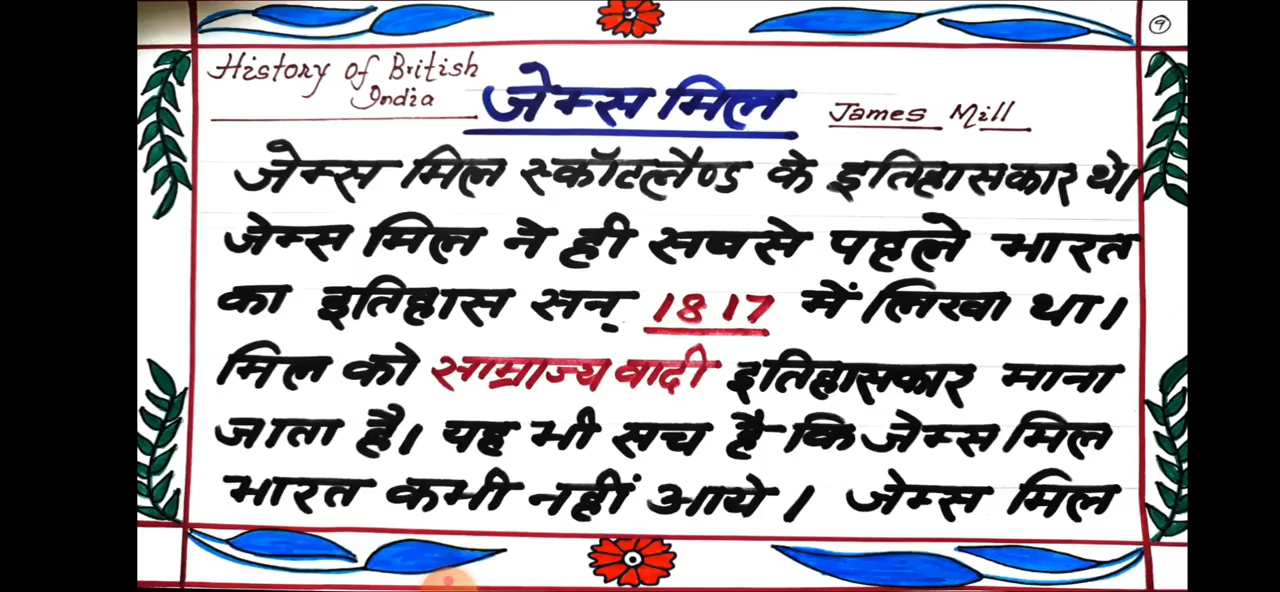 ९
History of British
India
जेम्स मिल
James Mill
जेम्स मिल स्कॉटलैण्ड के इतिहासकार थे।
जेम्स मिल ने ही सबसे पहले भारत
का इतिहास सन् 1817 में लिखा था।
मिल को साम्राज्यवादी इतिहासकार माना
जाता है। यह भी सच है कि जेम्स मिल
भारत कभी नहीं आये। जेम्स मिल